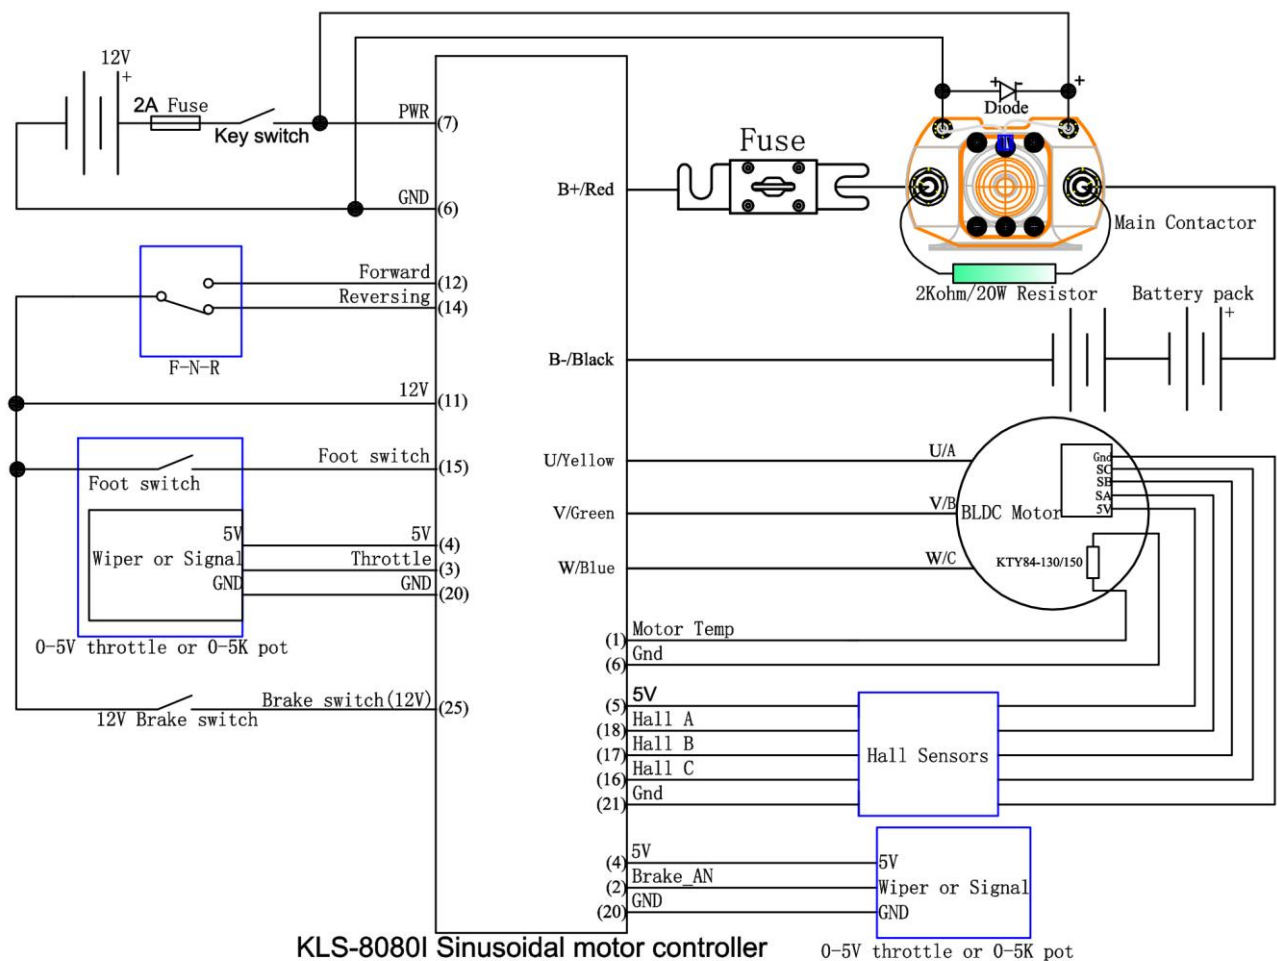 12V
+
2A Fuse
Key switch
PWR
(7)
GND
(6)
Forward
(12)
Reversing
(14)
F-N-R
12V
(11)
Foot switch
(15)
Foot switch
5V
5V
(4)
Wiper or Signal
Throttle
(3)
GND
GND
(20)
0-5V throttle or 0-5K pot
Brake switch(12V)
(25)
12V Brake switch
B+/Red
Fuse
+
-
+
Diode
Main Contactor
2Kohm/20W Resistor
Battery pack
+
B-/Black
U/Yellow
U/A
V/Green
V/B
W/Blue
W/C
BLDC Motor
Gnd
SC
SB
SA
5V
KTY84-130/150
(1)
Motor Temp
(6)
Gnd
(5)
5V
(18)
Hall A
(17)
Hall B
(16)
Hall C
(21)
Gnd
Hall Sensors
(4)
5V
5V
(2)
Brake_AN
Wiper or Signal
(20)
GND
GND
0-5V throttle or 0-5K pot
KLS-8080I Sinusoidal motor controller